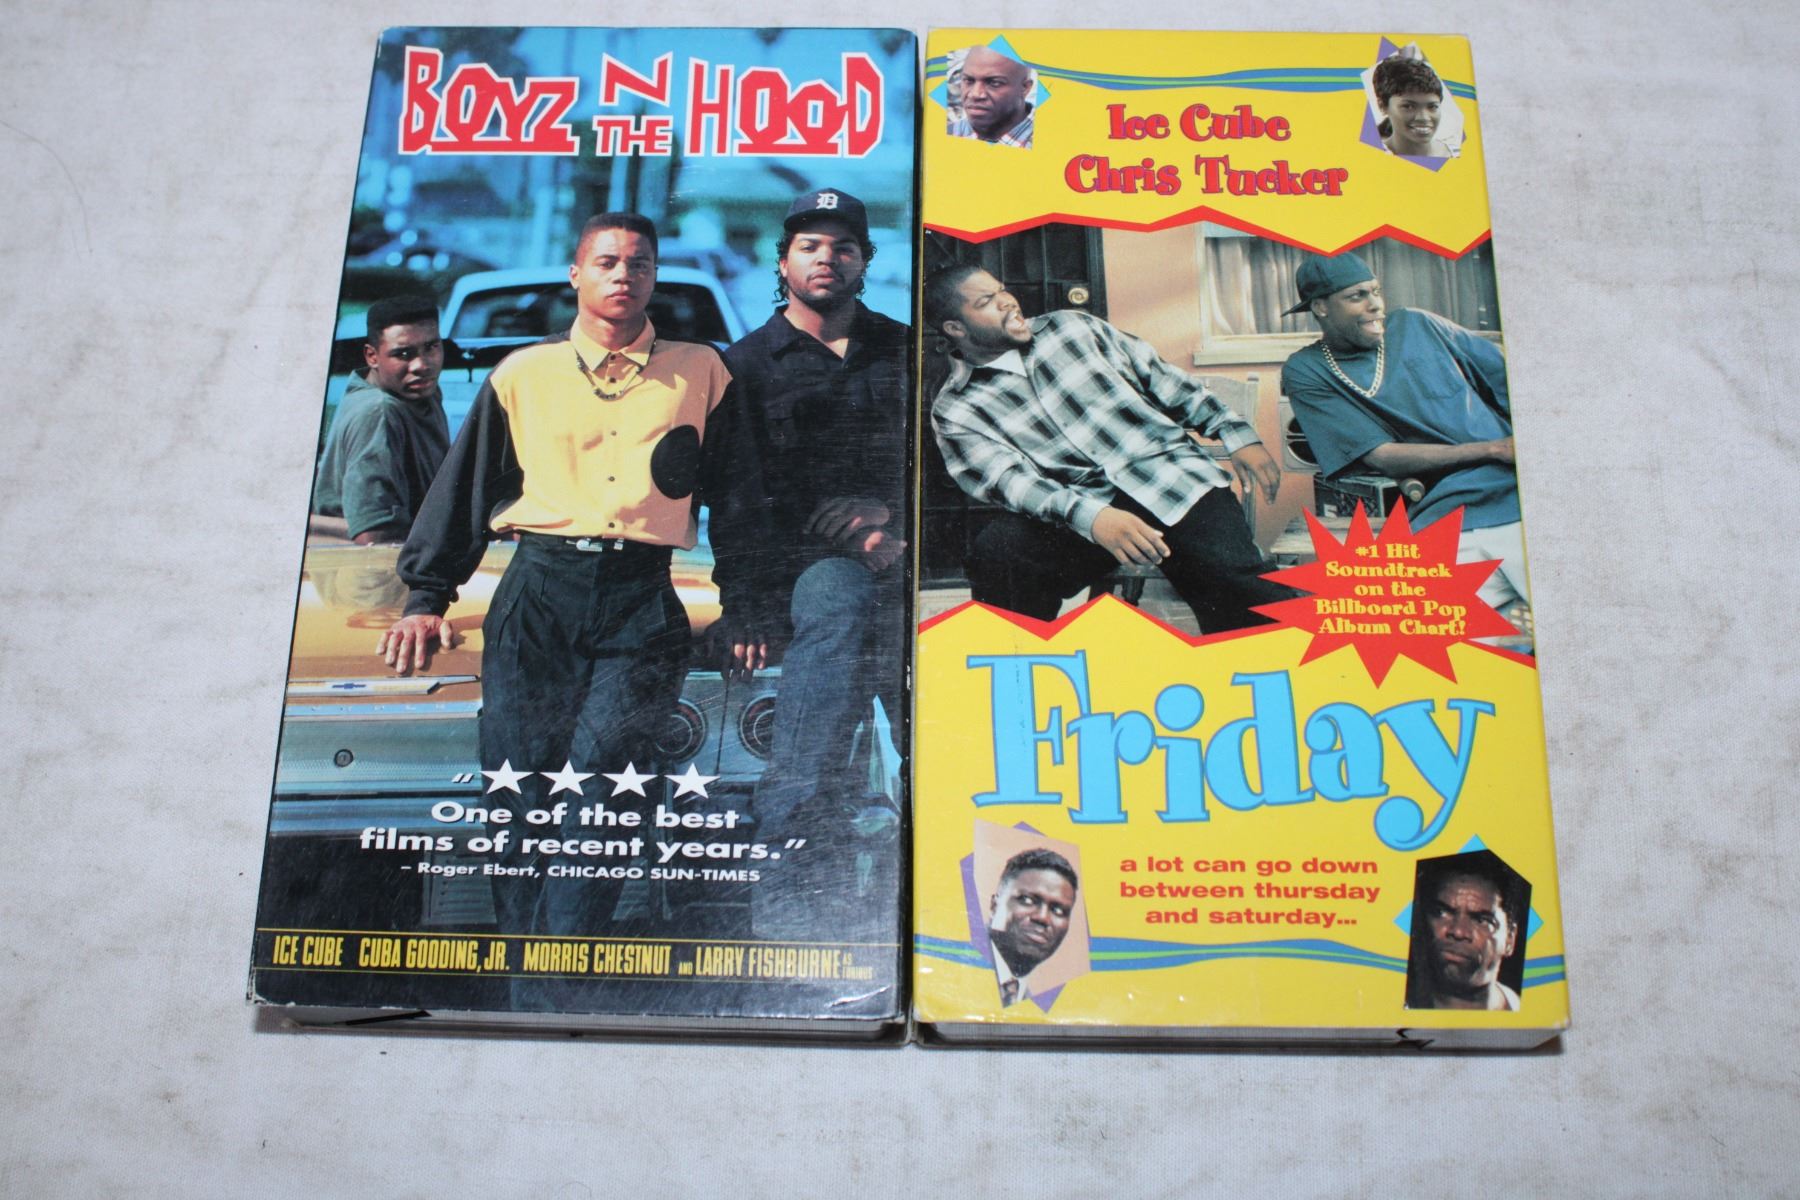 BOYZ N THE HOOD
D
"★★★★
One of the best
films of recent years."
– Roger Ebert, CHICAGO SUN-TIMES
ICE CUBE CUBA GOODING, JR. MORRIS CHESTNUT AND LARRY FISHBURNE AS FURIOUS
Ice Cube
Chris Tucker
#1 Hit
Soundtrack
on the
Billboard Pop
Album Chart!
Friday
a lot can go down
between thursday
and saturday...